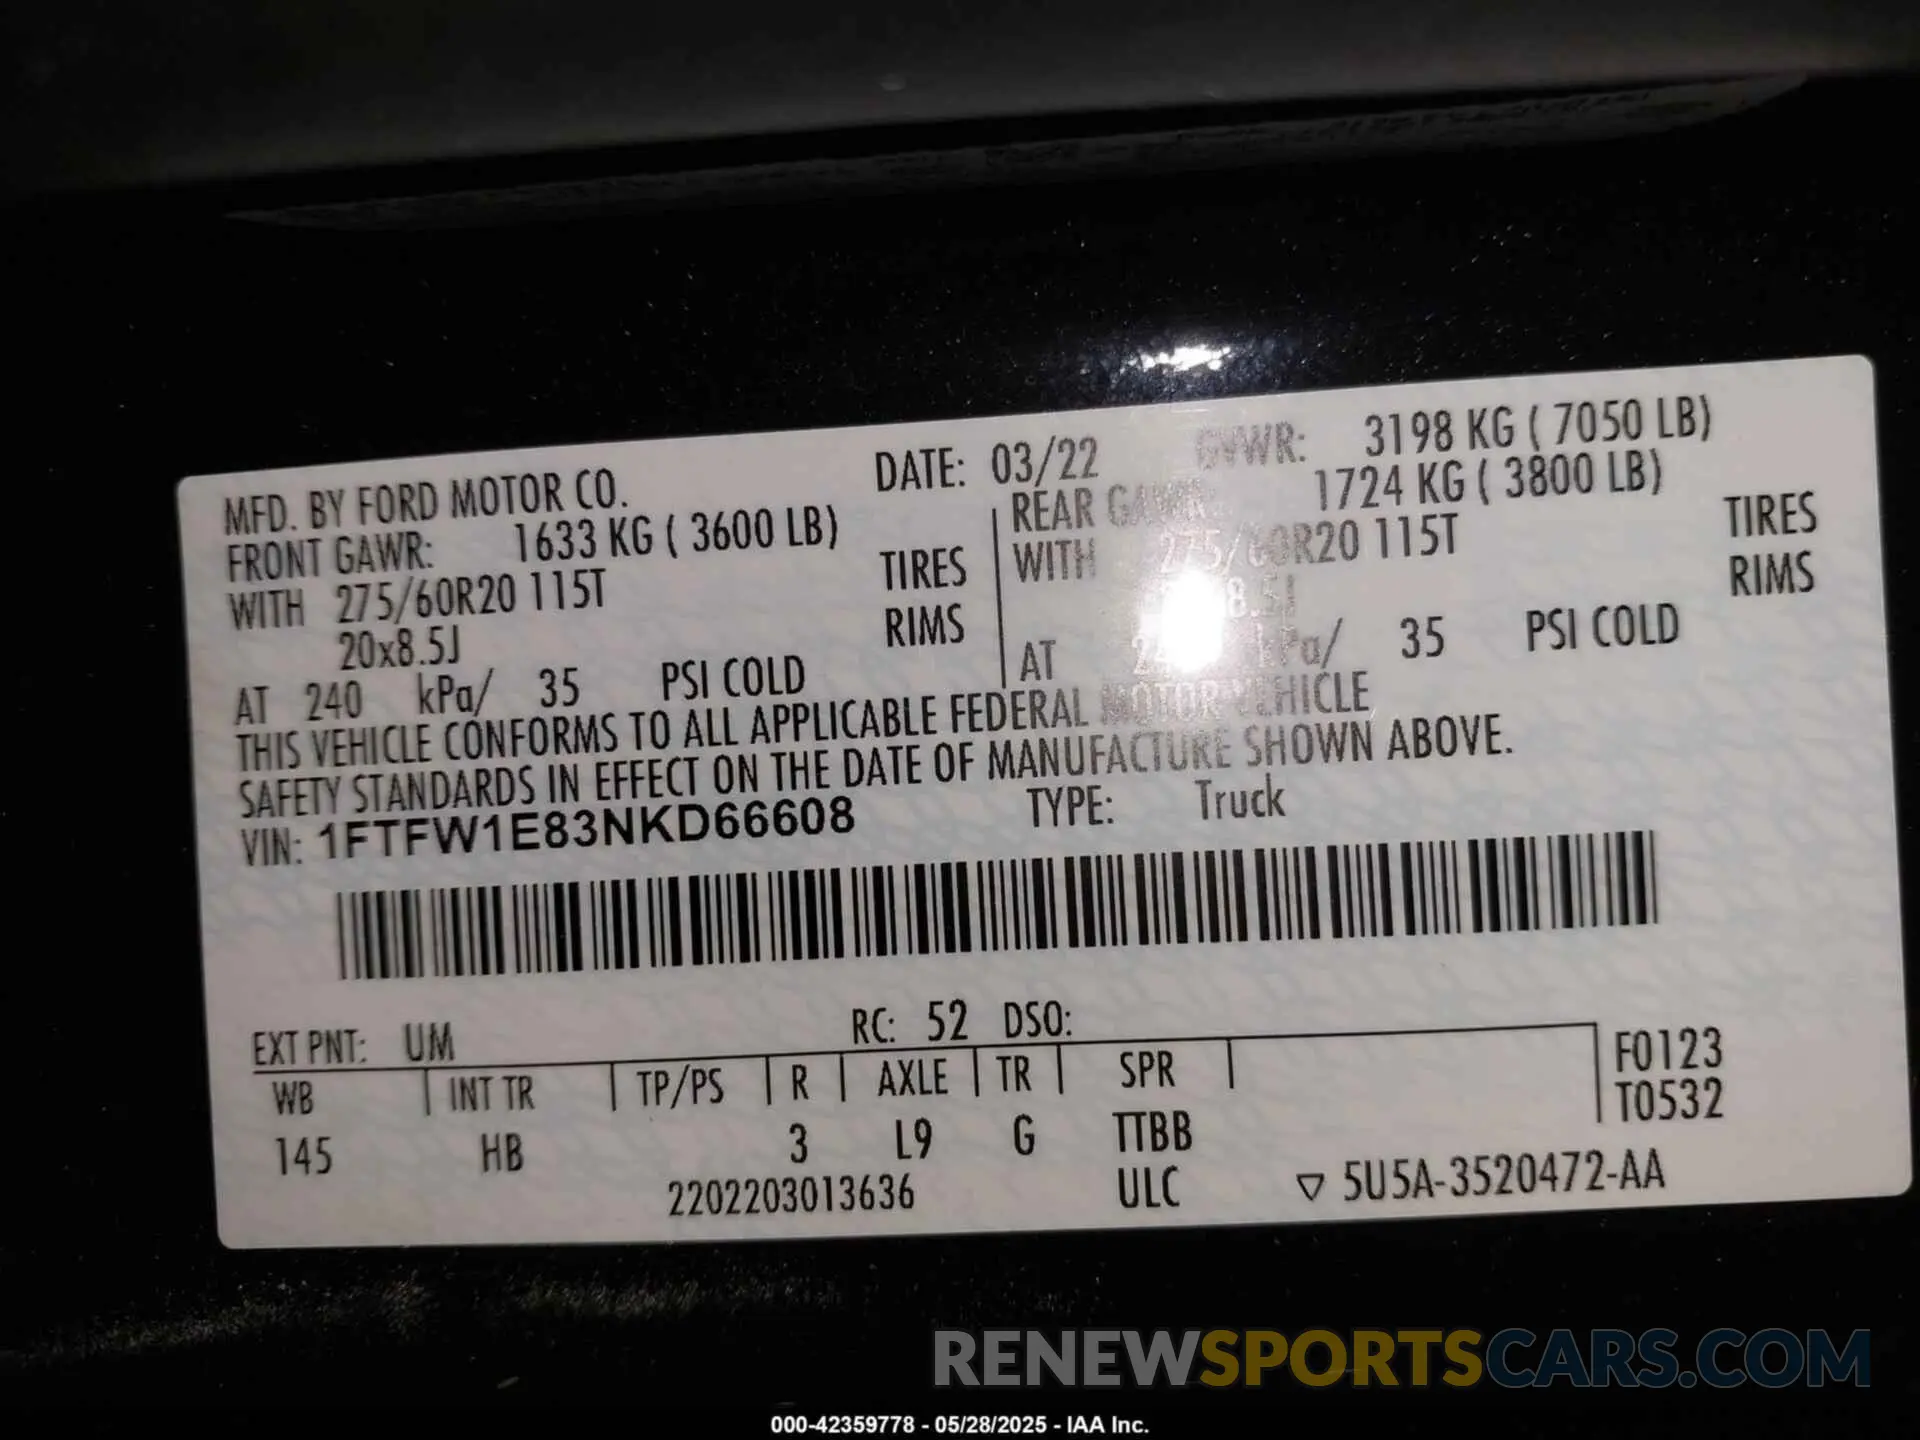 MFD. BY FORD MOTOR CO. DATE: 03/22 GVWR: 3198 KG ( 7050 LB)
FRONT GAWR: 1633 KG ( 3600 LB) REAR GAWR: 1724 KG ( 3800 LB)
WITH 275/60R20 115T TIRES WITH 275/60R20 115T TIRES
20x8.5J RIMS 8.5J RIMS
AT 240 kPa/ 35 PSI COLD AT kPa/ 35 PSI COLD
THIS VEHICLE CONFORMS TO ALL APPLICABLE FEDERAL MOTOR VEHICLE
SAFETY STANDARDS IN EFFECT ON THE DATE OF MANUFACTURE SHOWN ABOVE.
VIN: 1FTFW1E83NKD66608 TYPE: Truck
EXT PNT: UM RC: 52 DSO:
WB INT TR TP/PS R AXLE TR SPR F0123
T0532
145 HB 3 L9 G TTBB
2202203013636 ULC ▽ 5U5A-3520472-AA
RENEWSPORTSCARS.COM
000-42359778 - 05/28/2025 - IAA Inc.